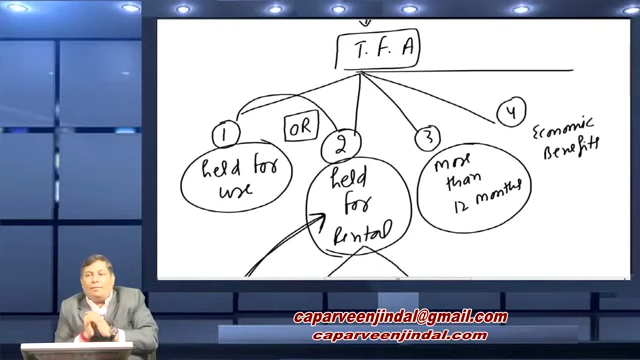 T. F. A
1
OR
2
3
4
held for
use
held
for
Rental
more
than
12 months
Economic
Benefits
caparveenjindal@gmail.com
caparveenjindal.com